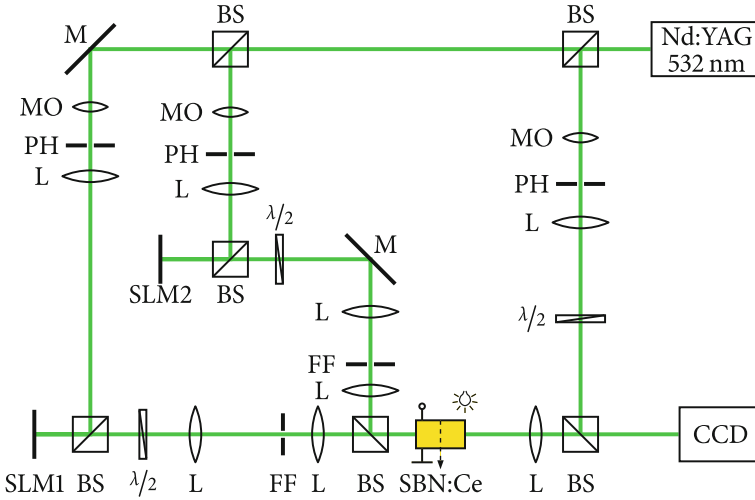 BS
BS
M
Nd:YAG
532 nm
MO
MO
MO
PH
PH
PH
L
L
L
λ/2
M
SLM2
BS
L
λ/2
FF
L
CCD
SLM1
BS
λ/2
L
FF
L
BS
SBN:Ce
L
BS